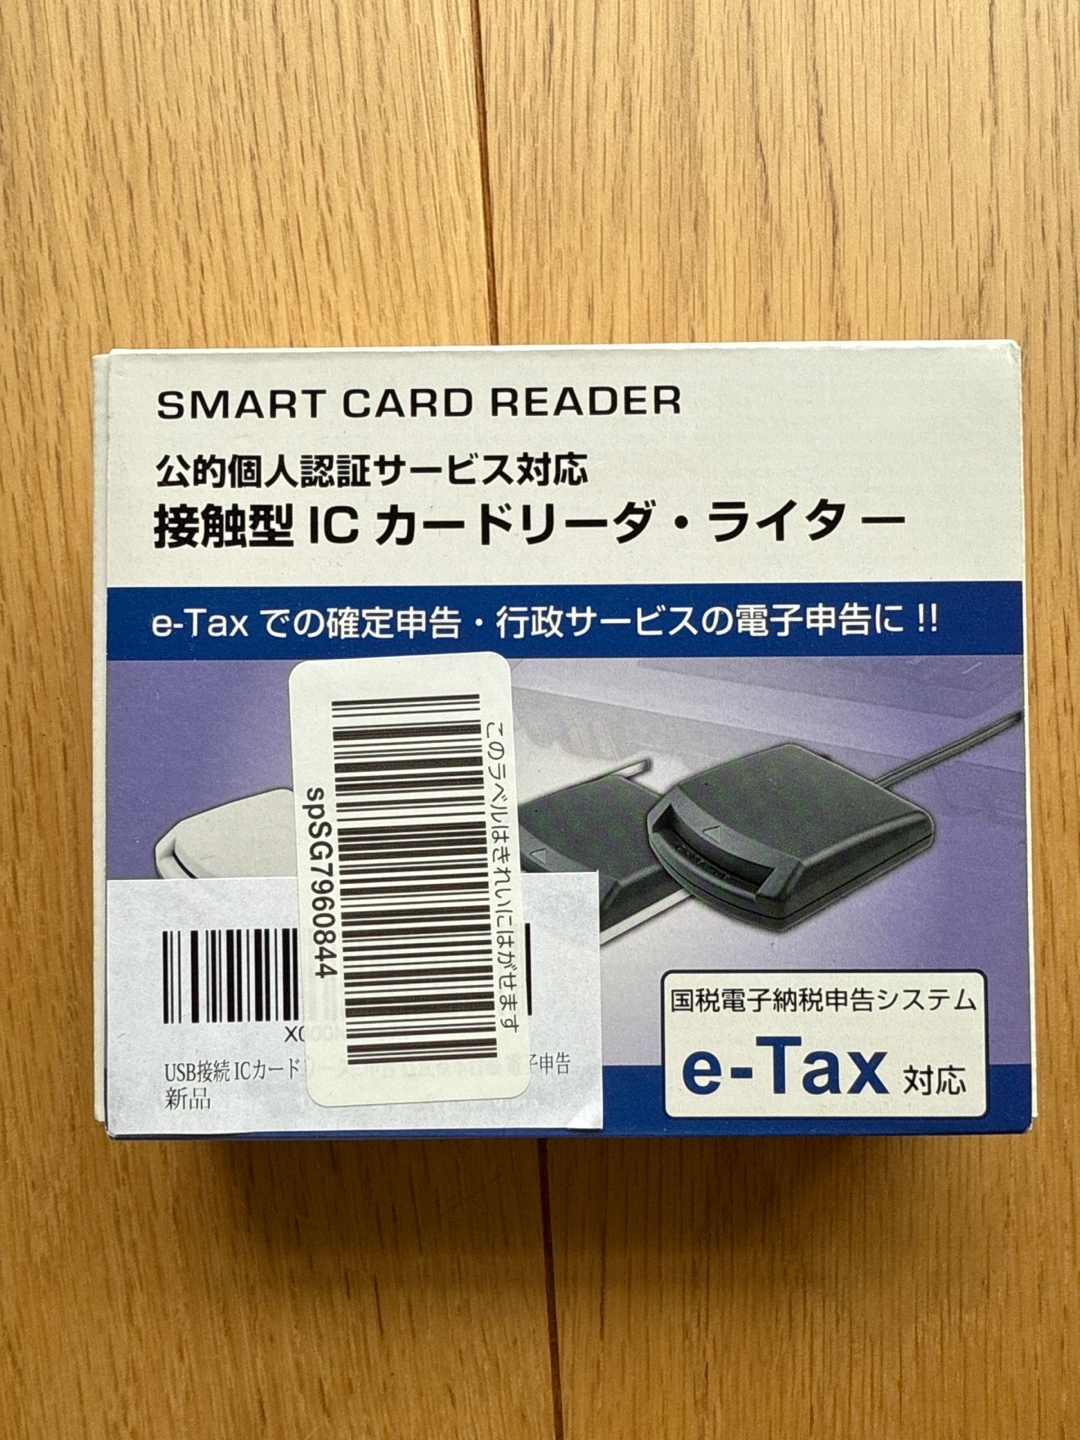 SMART CARD READER
公的個人認証サービス対応
接触型 IC カードリーダ・ライター
e-Tax での確定申告・行政サービスの電子申告に !!
このラベルはきれいにはがせます
spSG7960844
USB接続 ICカード
子申告
新品
国税電子納税申告システム
e-Tax 対応